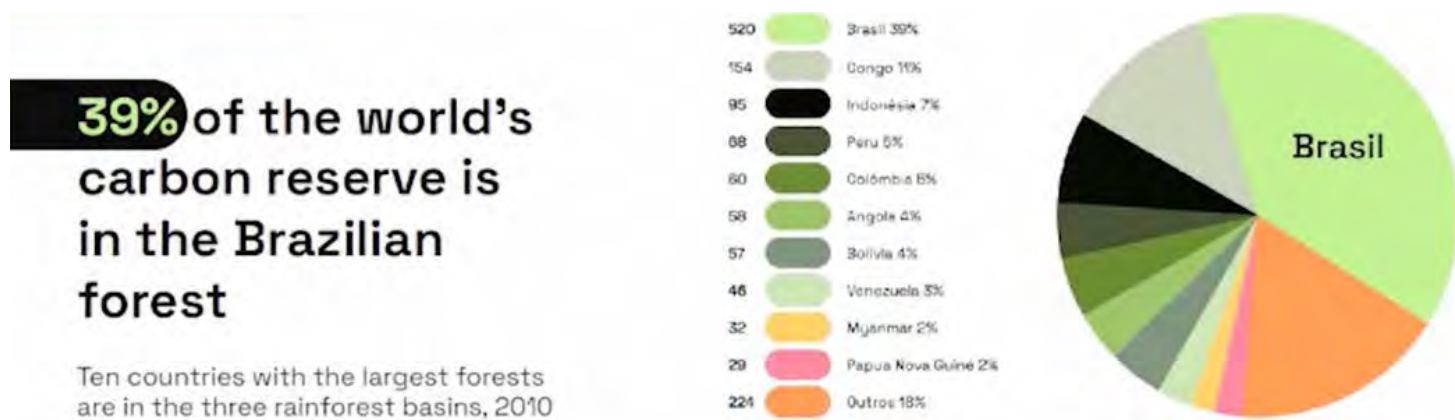 39% of the world's
carbon reserve is
in the Brazilian
forest
Ten countries with the largest forests
are in the three rainforest basins, 2010
520 Brasil 39%
154 Congo 11%
95 Indonésia 7%
68 Peru 5%
60 Colômbia 5%
58 Angola 4%
57 Bolívia 4%
46 Venezuela 3%
32 Myanmar 2%
29 Papua Nova Guiné 2%
224 Outros 18%
Brasil